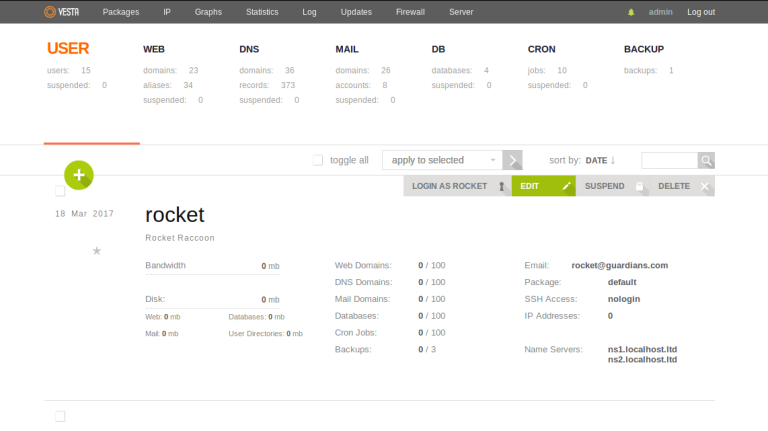 VESTA Packages IP Graphs Statistics Log Updates Firewall Server admin Log out
USER WEB DNS MAIL DB CRON BACKUP
users: 15 domains: 23 domains: 36 domains: 26 databases: 4 jobs: 10 backups: 1
suspended: 0 aliases: 34 records: 373 accounts: 8 suspended: 0 suspended: 0
suspended: 0 suspended: 0 suspended: 0
toggle all apply to selected sort by: DATE ↓
+
LOGIN AS ROCKET EDIT SUSPEND DELETE
18 Mar 2017 rocket
Rocket Raccoon
Bandwidth 0 mb Web Domains: 0 / 100 Email: rocket@guardians.com
DNS Domains: 0 / 100 Package: default
Disk: 0 mb Mail Domains: 0 / 100 SSH Access: nologin
Web: 0 mb Databases: 0 mb Databases: 0 / 100 IP Addresses: 0
Mail: 0 mb User Directories: 0 mb Cron Jobs: 0 / 100
Backups: 0 / 3 Name Servers: ns1.localhost.ltd
ns2.localhost.ltd